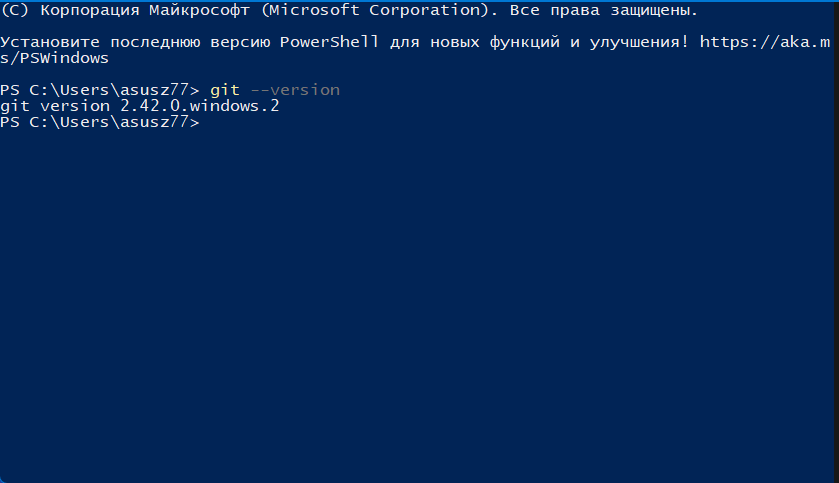 (C) Корпорация Майкрософт (Microsoft Corporation). Все права защищены.
Установите последнюю версию PowerShell для новых функций и улучшения! https://aka.m
s/PSWindows
PS C:\Users\asusz77> git --version
git version 2.42.0.windows.2
PS C:\Users\asusz77>